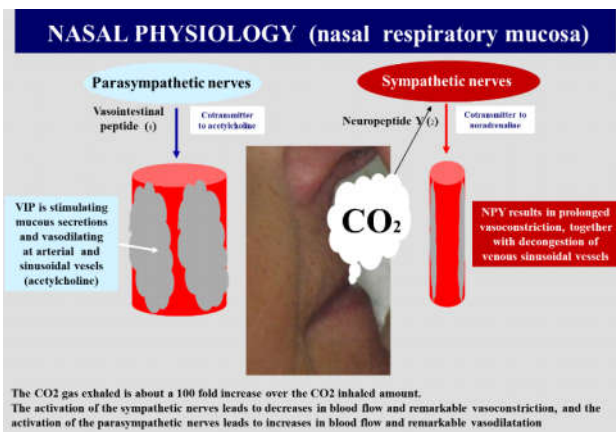 NASAL PHYSIOLOGY (nasal respiratory mucosa)
Parasympathetic nerves
Sympathetic nerves
Vasointestinal
peptide (1)
Cotransmitter
to acetylcholine
Neuropeptide Y (2)
Cotransmitter to
noradrenaline
VIP is stimulating
mucous secretions
and vasodilating
at arterial and
sinusoidal vesels
(acetylcholine)
CO2
NPY results in prolonged
vasoconstriction, together
with decongestion of
venous sinusoidal vessels
The CO2 gas exhaled is about a 100 fold increase over the CO2 inhaled amount.
The activation of the sympathetic nerves leads to decreases in blood flow and remarkable vasoconstriction, and the
activation of the parasympathetic nerves leads to increases in blood flow and remarkable vasodilatation